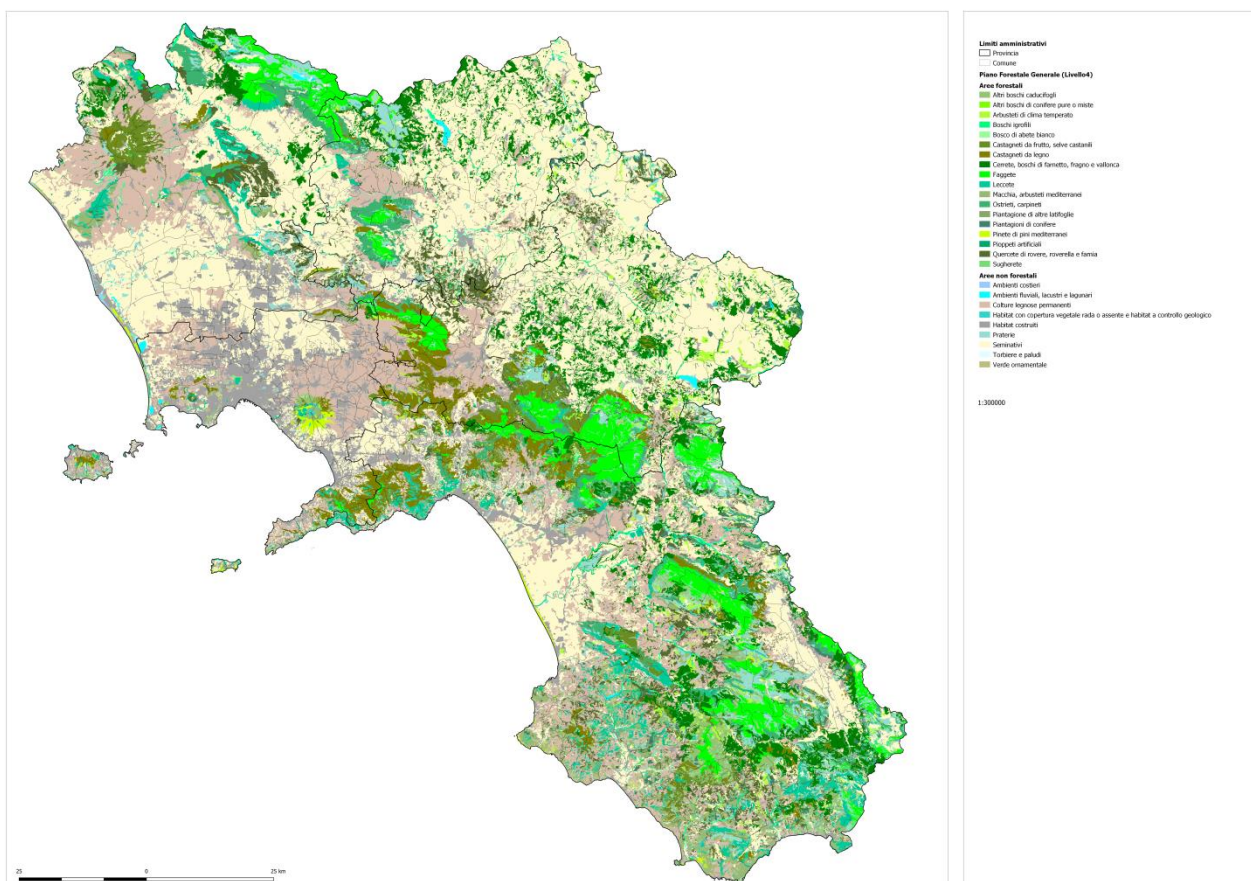 Limiti amministrativi
Provincia
Comune
Piano Forestale Generale (Livello4)
Aree forestali
Altri boschi caducifogli
Altri boschi di conifere pure o miste
Arbusteti di clima temperato
Boschi igrofili
Bosco di abete bianco
Castagneti da frutto, selve castanili
Castagneti da legno
Cerrete, boschi di farnetto, fragno e vallonea
Faggete
Leccete
Macchia, arbusteti mediterranei
Ostrieti, carpineti
Piantagione di altre latifoglie
Piantagioni di conifere
Pinete di pini mediterranei
Pioppeti artificiali
Quercete di rovere, roverella e farnia
Sugherete
Aree non forestali
Ambienti costieri
Ambienti fluviali, lacustri e lagunari
Colture legnose permanenti
Habitat con copertura vegetale rada o assente e habitat a controllo geologico
Habitat costruiti
Praterie
Seminativi
Torbiere e paludi
Verde ornamentale
1:300000
25 0 25 km